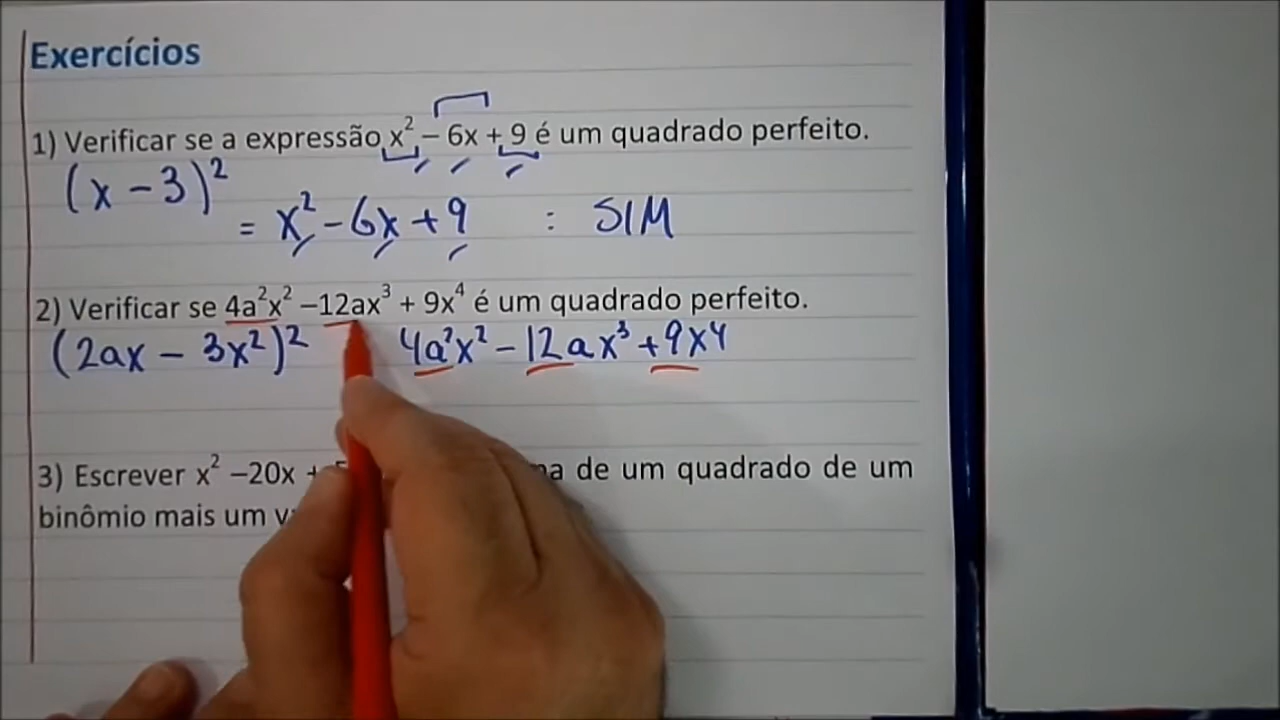 Exercícios
1) Verificar se a expressão x² – 6x + 9 é um quadrado perfeito.
(x – 3)²
= x² – 6x + 9 : SIM
2) Verificar se 4a²x² –12ax³ + 9x⁴ é um quadrado perfeito.
(2ax – 3x²)² 4a²x² – 12ax³ + 9x4
3) Escrever x² –20x + de um quadrado de um
binômio mais um